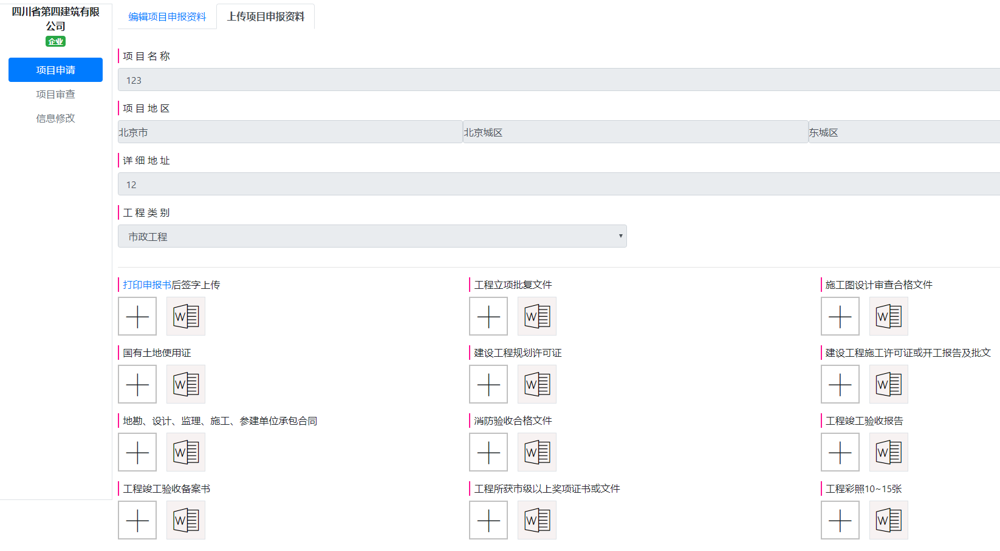 四川省第四建筑有限
公司
企业
项目申请
项目审查
信息修改
编辑项目申报资料 上传项目申报资料
项 目 名 称
123
项 目 地 区
北京市 北京城区 东城区
详 细 地 址
12
工 程 类 别
市政工程
打印申报书后签字上传 工程立项批复文件 施工图设计审查合格文件
W W W
国有土地使用证 建设工程规划许可证 建设工程施工许可证或开工报告及批文
W W W
地勘、设计、监理、施工、参建单位承包合同 消防验收合格文件 工程竣工验收报告
W W W
工程竣工验收备案书 工程所获市级以上奖项证书或文件 工程彩照10~15张
W W W